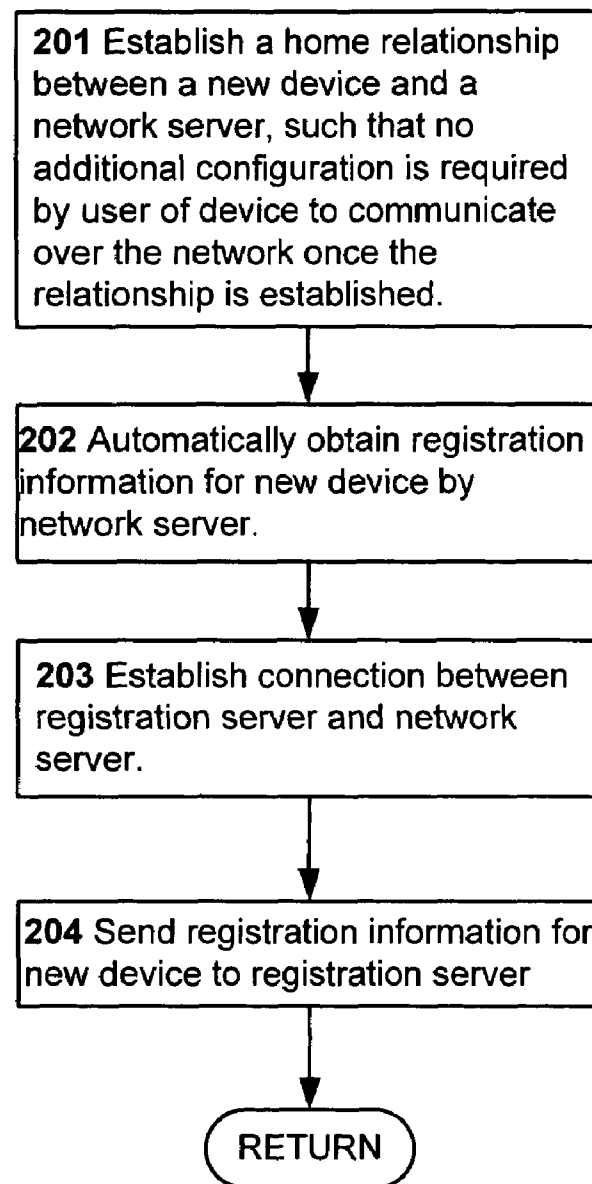 201 Establish a home relationship
between a new device and a
network server, such that no
additional configuration is required
by user of device to communicate
over the network once the
relationship is established.
202 Automatically obtain registration
information for new device by
network server.
203 Establish connection between
registration server and network
server.
204 Send registration information for
new device to registration server
RETURN